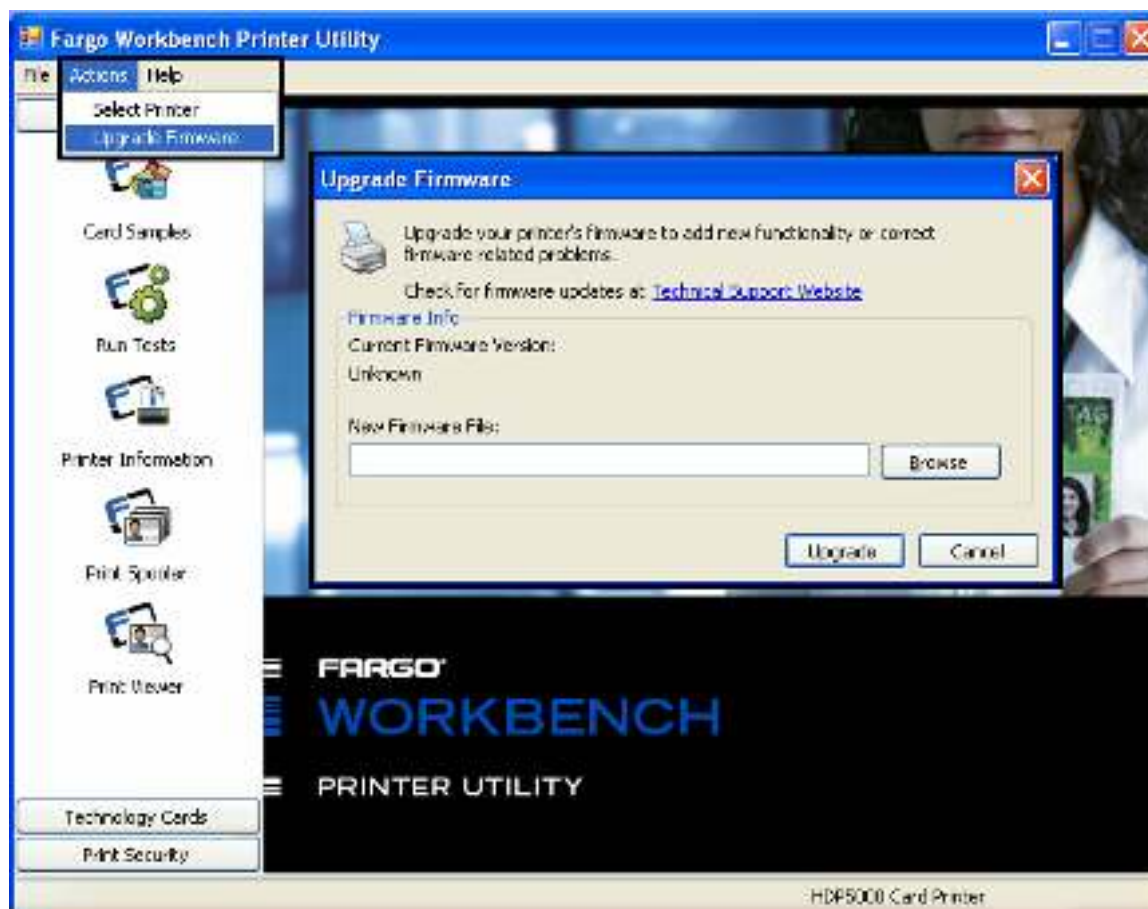 Fargo Workbench Printer Utility
File Actions Help
Select Printer
Upgrade Firmware
Card Samples
Run Tests
Printer Information
Print Spooler
Print Viewer
Technology Cards
Print Security
Upgrade Firmware
Upgrade your printer's firmware to add new functionality or correct
firmware related problems.
Check for firmware updates at Technical Support Website
Firmware Info
Current Firmware Version:
Unknown
New Firmware File:
Browse
Upgrade Cancel
TAG
FARGO
WORKBENCH
PRINTER UTILITY
HDP5000 Card Printer